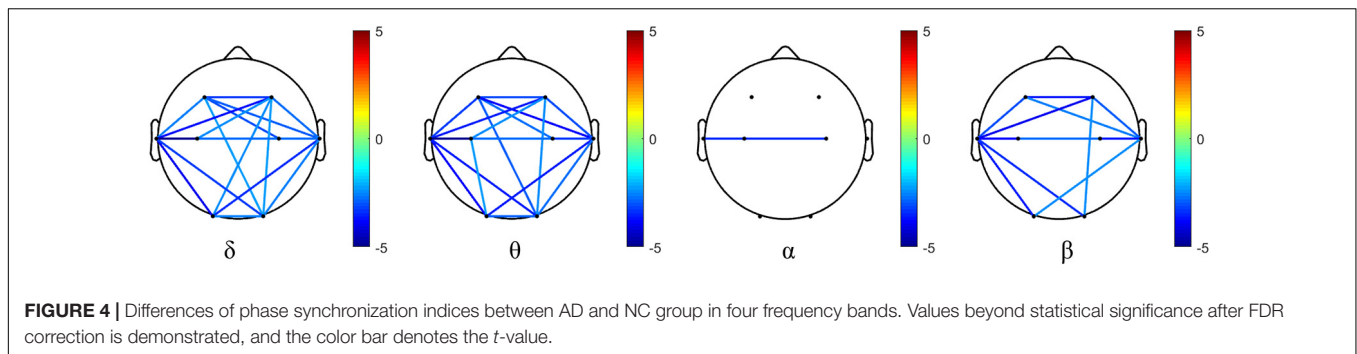 5
0
-5
δ
5
0
-5
θ
5
0
-5
α
5
0
-5
β
FIGURE 4 | Differences of phase synchronization indices between AD and NC group in four frequency bands. Values beyond statistical significance after FDR
correction is demonstrated, and the color bar denotes the t-value.